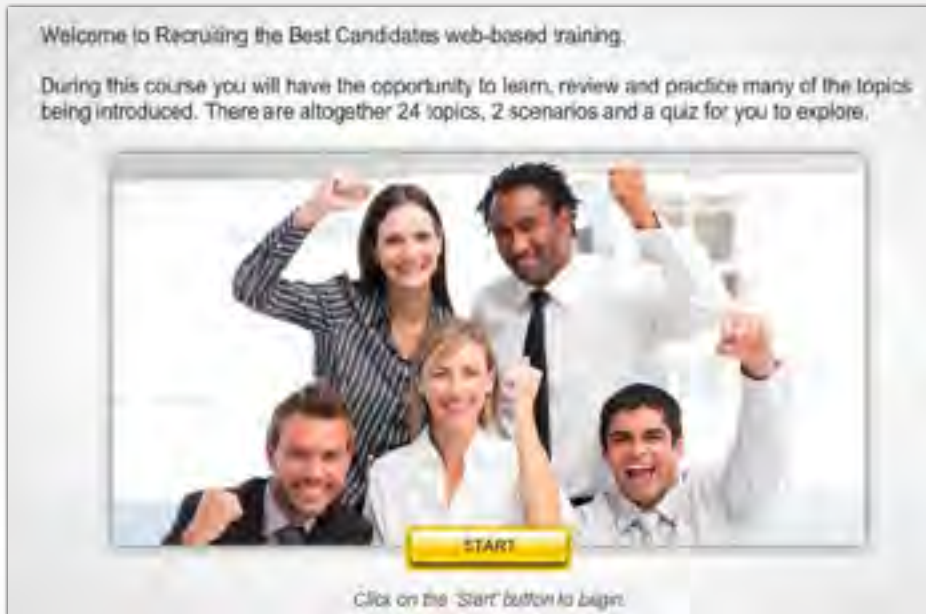 Welcome to Recruiting the Best Candidates web-based training.
During this course you will have the opportunity to learn, review and practice many of the topics
being introduced. There are altogether 24 topics, 2 scenarios and a quiz for you to explore.
START
Click on the 'Start' button to begin.